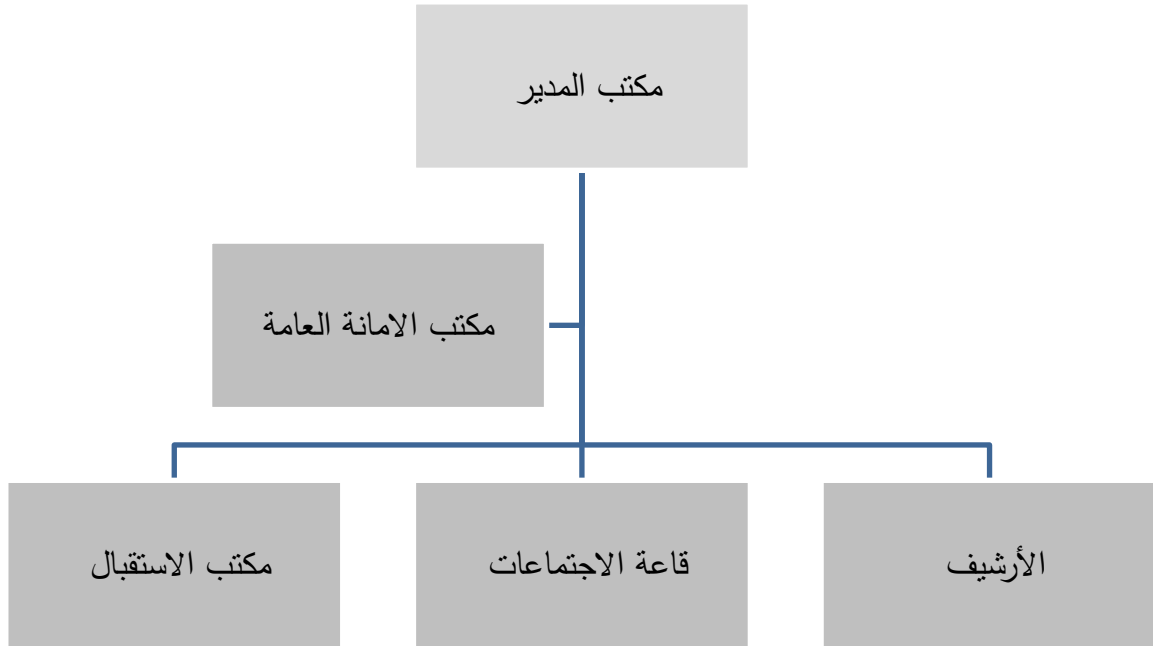 مكتب المدير
مكتب الامانة العامة
الأرشيف
قاعة الاجتماعات
مكتب الاستقبال